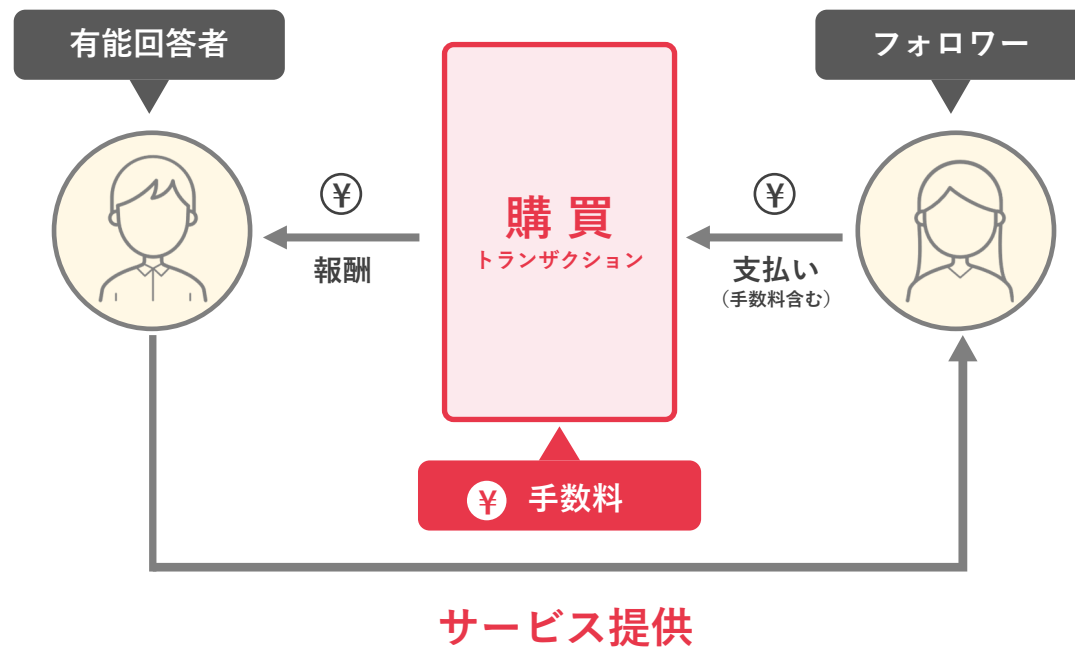 有能回答者
フォロワー
¥
購買
トランザクション
¥
報酬
支払い
（手数料含む）
¥ 手数料
サービス提供